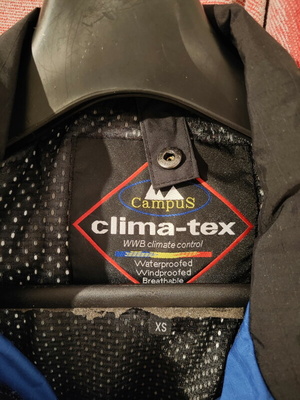 CampuS
clima-tex
WWB climate control
Waterproofed
Windproofed
Breathable
XS